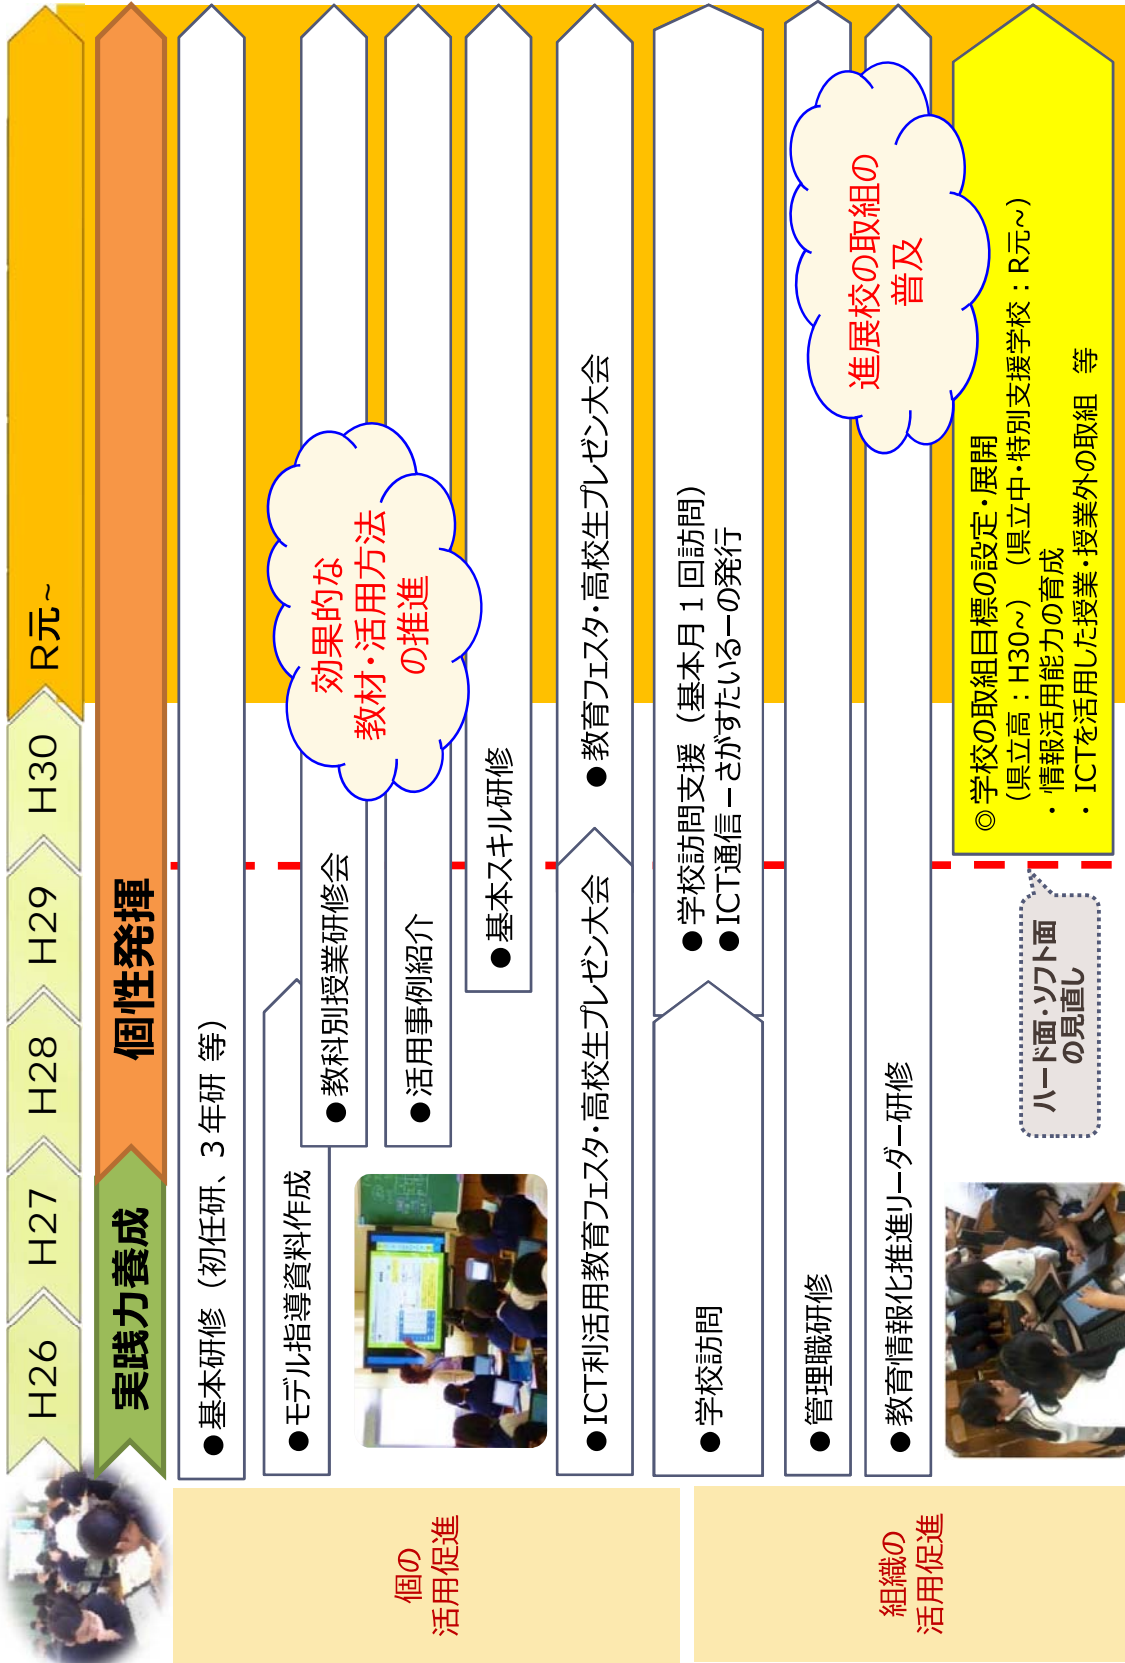 H26
H27
H28
H29
H30
R元~
実践力養成
個性発揮
個の
活用促進
●基本研修（初任研、３年研 等）
●モデル指導資料作成
●教科別授業研修会
●活用事例紹介
●基本スキル研修
効果的な
教材・活用方法
の推進
●ICT利活用教育フェスタ・高校生プレゼン大会
●教育フェスタ・高校生プレゼン大会
組織の
活用促進
●学校訪問
●学校訪問支援（基本月１回訪問）
●ICT通信－さがすたいるーの発行
●管理職研修
●教育情報化推進リーダー研修
進展校の取組の
普及
◎学校の取組目標の設定・展開
（県立高：H30~）（県立中・特別支援学校：R元~）
・情報活用能力の育成
・ICTを活用した授業・授業外の取組　等
ハード面・ソフト面
の見直し